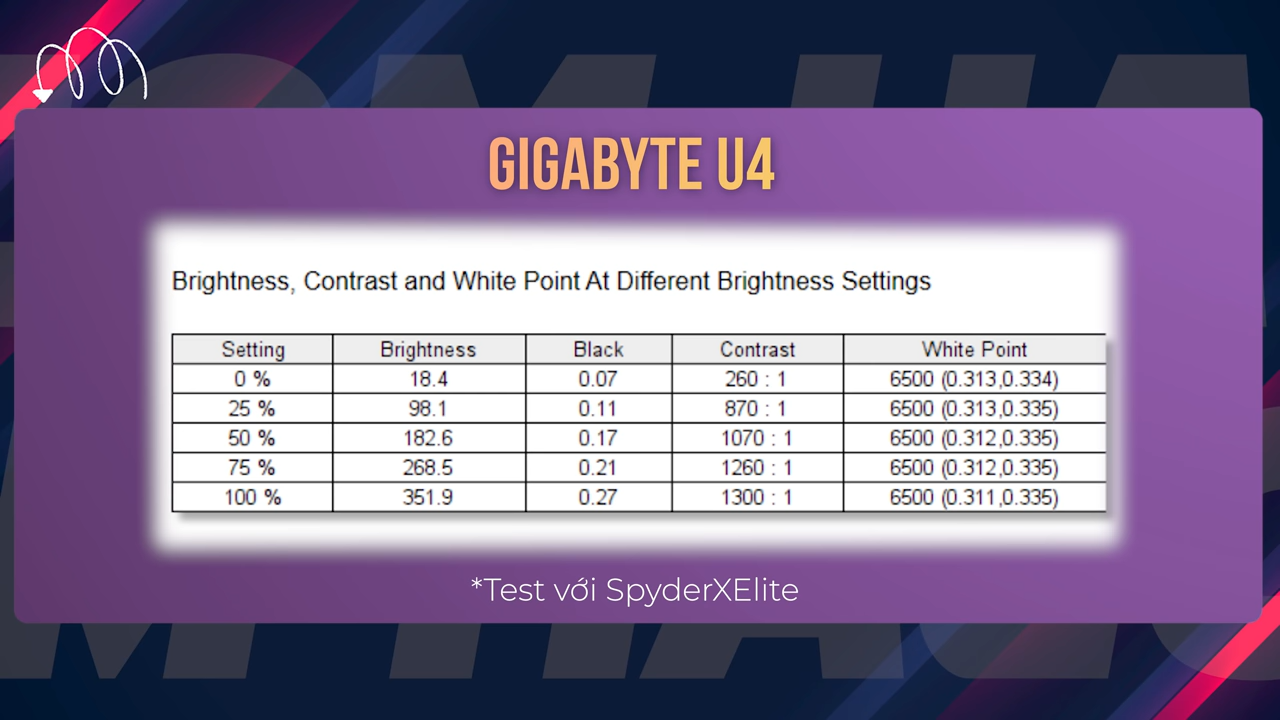 GIGABYTE U4
Brightness, Contrast and White Point At Different Brightness Settings
Setting Brightness Black Contrast White Point
0 % 18.4 0.07 260 : 1 6500 (0.313,0.334)
25 % 98.1 0.11 870 : 1 6500 (0.313,0.335)
50 % 182.6 0.17 1070 : 1 6500 (0.312,0.335)
75 % 268.5 0.21 1260 : 1 6500 (0.312,0.335)
100 % 351.9 0.27 1300 : 1 6500 (0.311,0.335)
*Test với SpyderXElite